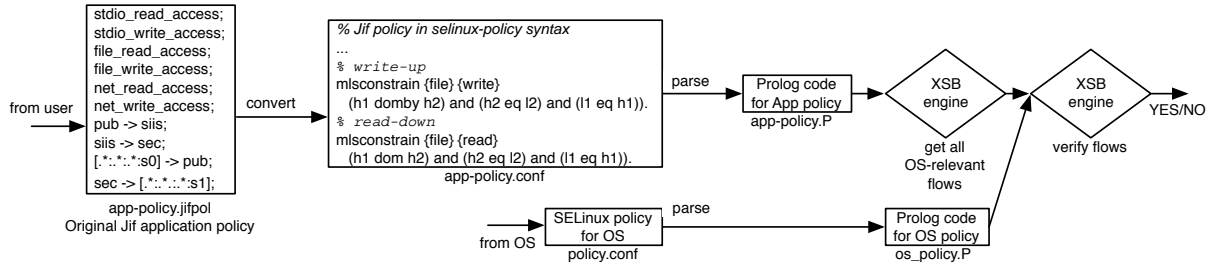 from user
stdio_read_access;
stdio_write_access;
file_read_access;
file_write_access;
net_read_access;
net_write_access;
pub -> siis;
siis -> sec;
[.*:.*:.*:s0] -> pub;
sec -> [.*:.*.:.*:s1];
app-policy.jifpol
Original Jif application policy
convert
% Jif policy in selinux-policy syntax
...
% write-up
mlsconstrain {file} {write}
(h1 domby h2) and (h2 eq l2) and (l1 eq h1)).
% read-down
mlsconstrain {file} {read}
(h1 dom h2) and (h2 eq l2) and (l1 eq h1)).
app-policy.conf
parse
Prolog code
for App policy
app-policy.P
XSB
engine
get all
OS-relevant
flows
XSB
engine
verify flows
YES/NO
from OS
SELinux policy
for OS
policy.conf
parse
Prolog code
for OS policy
os_policy.P